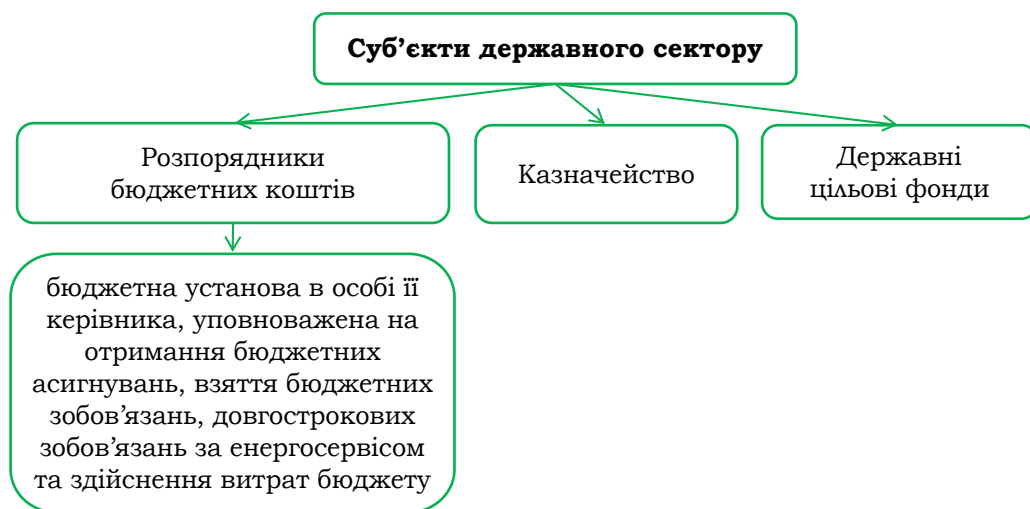 Суб’єкти державного сектору
Розпорядники
бюджетних коштів
Казначейство
Державні
цільові фонди
бюджетна установа в особі її
керівника, уповноважена на
отримання бюджетних
асигнувань, взяття бюджетних
зобов’язань, довгострокових
зобов’язань за енергосервісом
та здійснення витрат бюджету